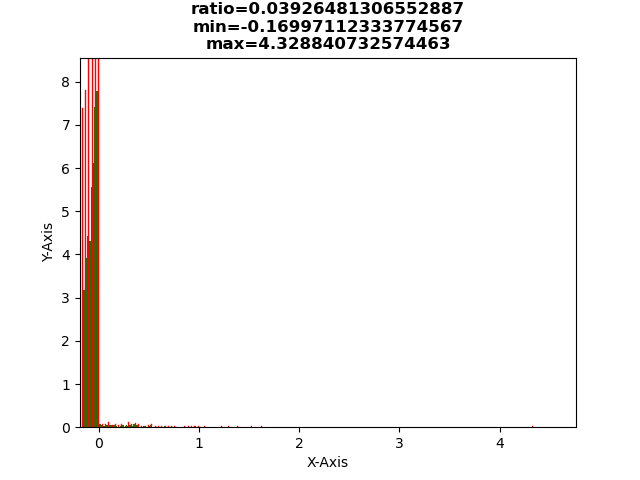 ratio=0.03926481306552887
min=-0.16997112333774567
max=4.328840732574463
8
7
6
5
4
3
2
1
0
Y-Axis
0 1 2 3 4
X-Axis